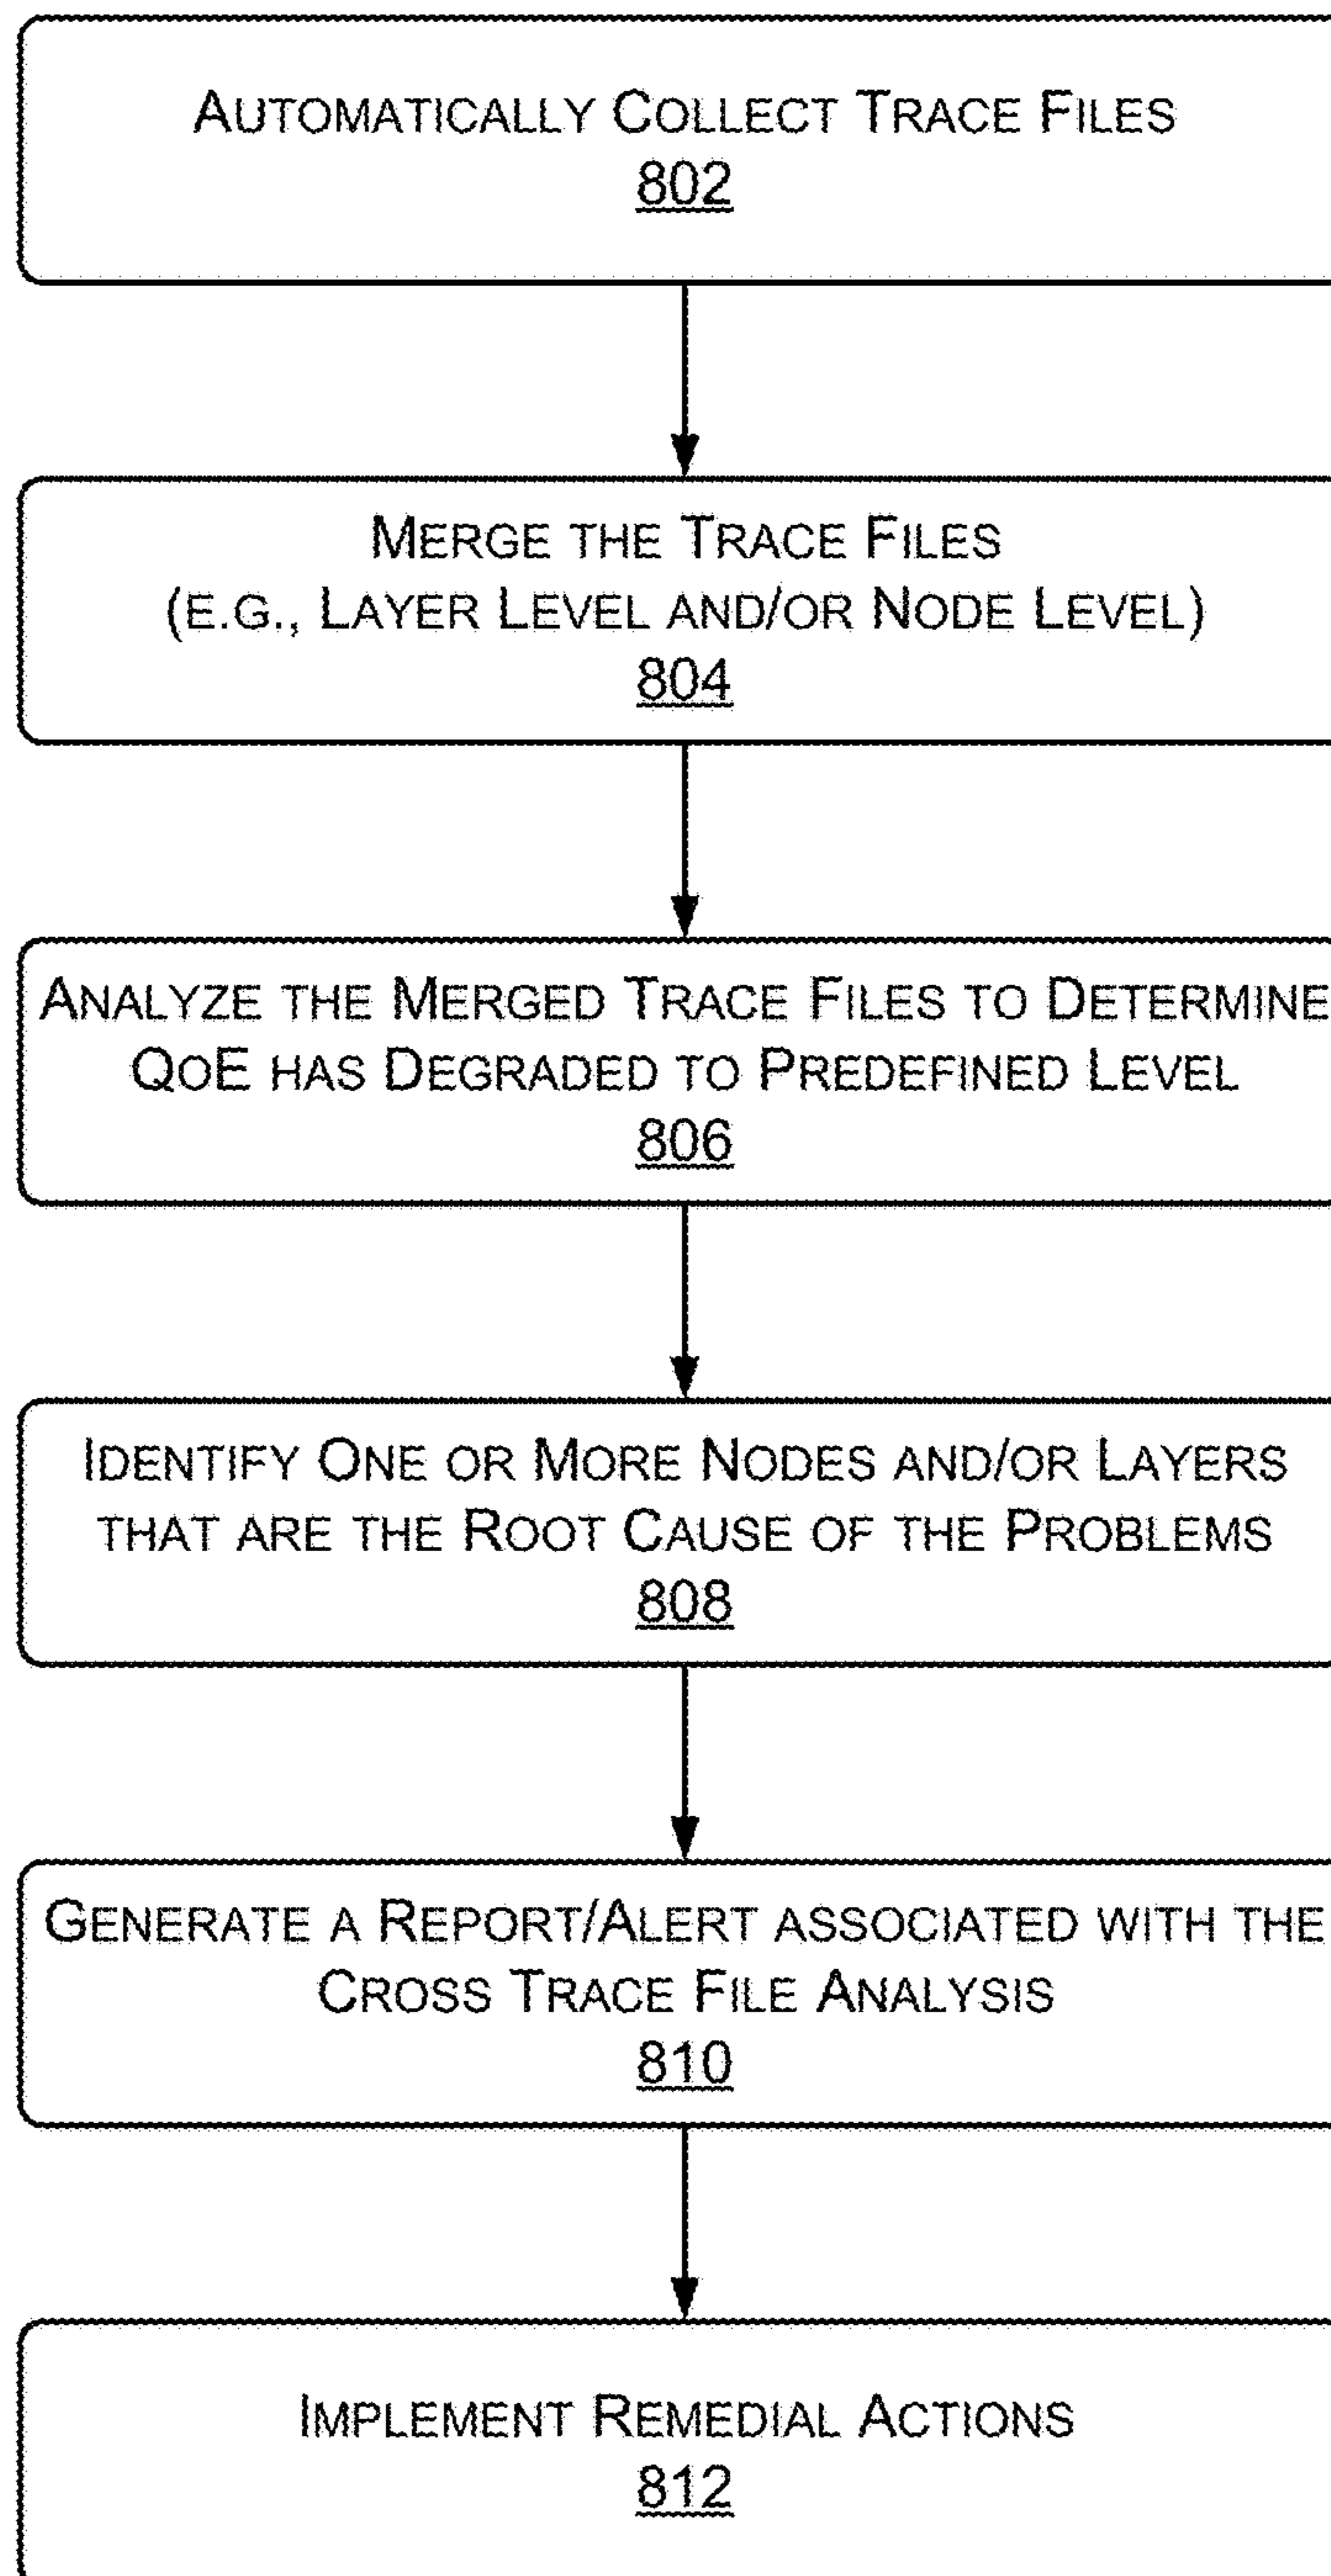 AUTOMATICALLY COLLECT TRACE FILES
802
MERGE THE TRACE FILES
(E.G., LAYER LEVEL AND/OR NODE LEVEL)
804
ANALYZE THE MERGED TRACE FILES TO DETERMINE
QOE HAS DEGRADED TO PREDEFINED LEVEL
806
IDENTIFY ONE OR MORE NODES AND/OR LAYERS
THAT ARE THE ROOT CAUSE OF THE PROBLEMS
808
GENERATE A REPORT/ALERT ASSOCIATED WITH THE
CROSS TRACE FILE ANALYSIS
810
IMPLEMENT REMEDIAL ACTIONS
812